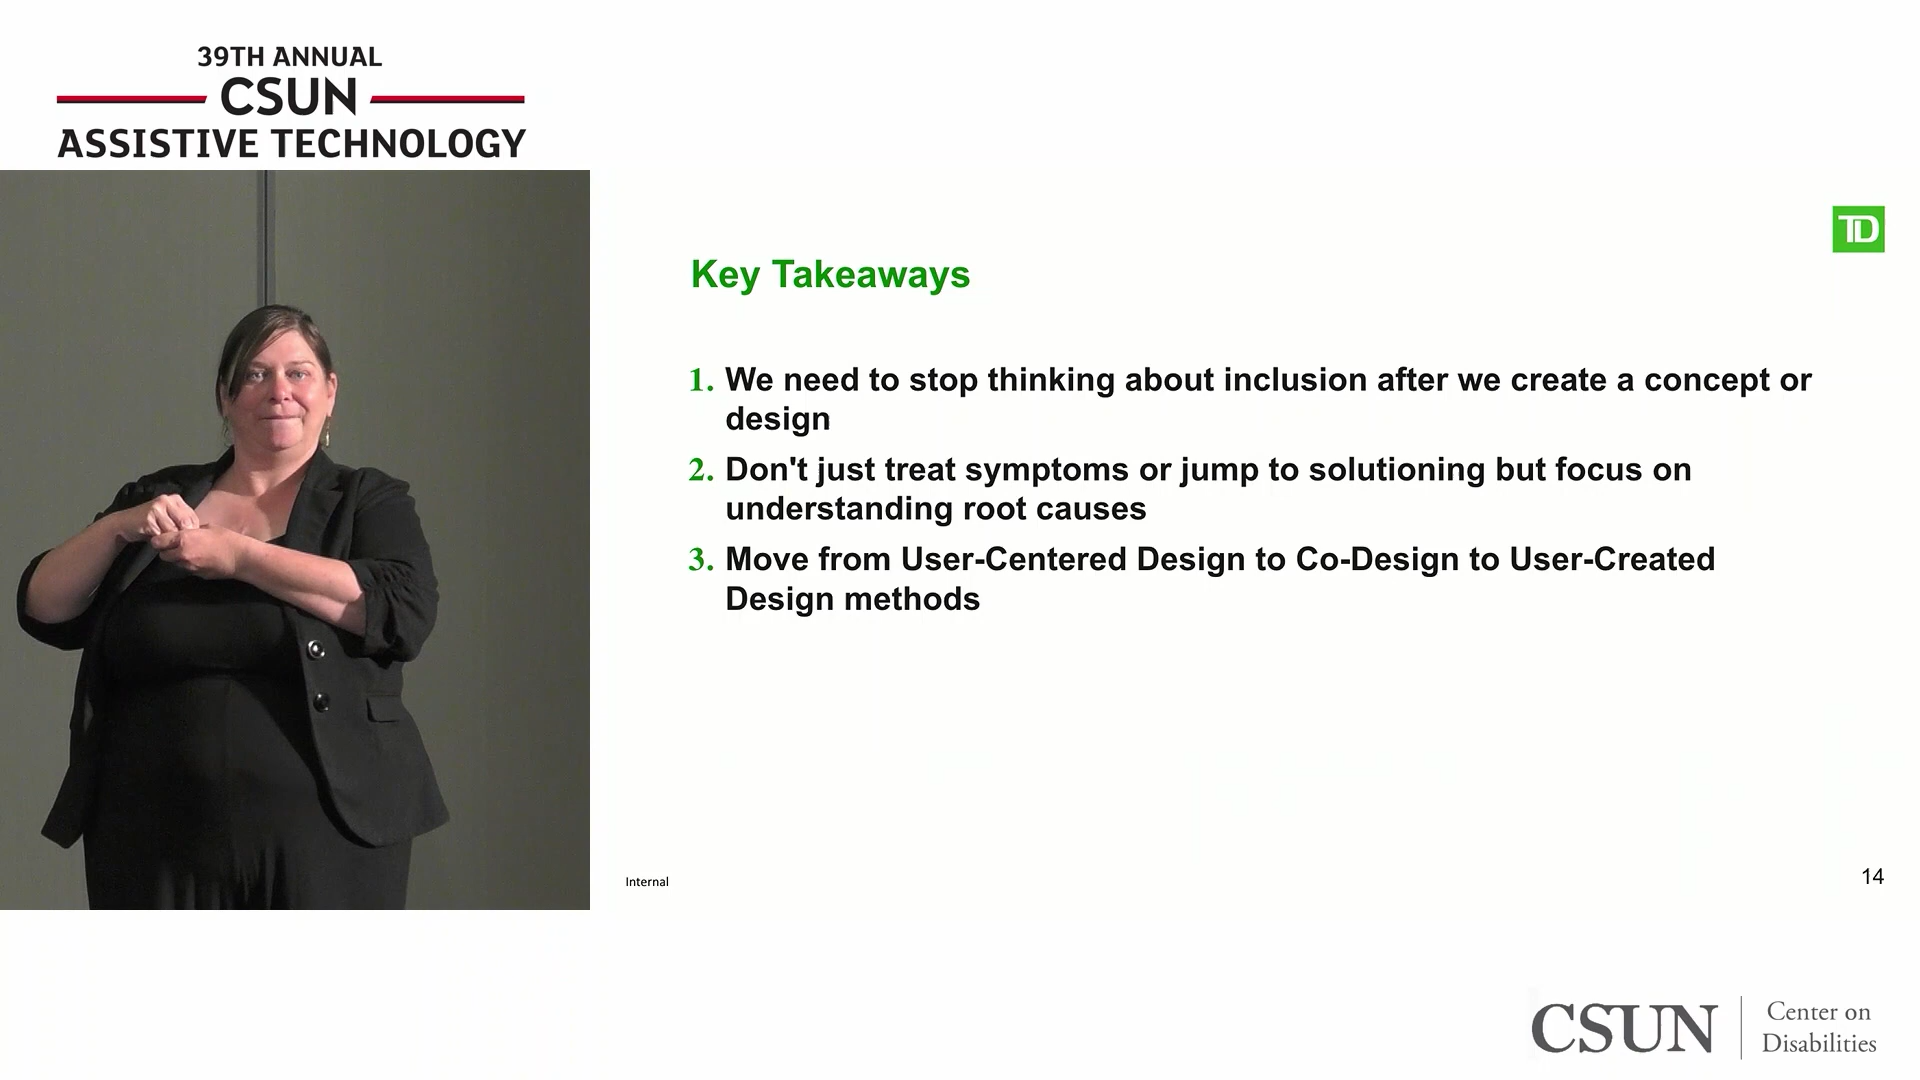 39TH ANNUAL
CSUN
ASSISTIVE TECHNOLOGY
TD
Key Takeaways
1. We need to stop thinking about inclusion after we create a concept or
design
2. Don't just treat symptoms or jump to solutioning but focus on
understanding root causes
3. Move from User-Centered Design to Co-Design to User-Created
Design methods
Internal
14
CSUN
Center on
Disabilities